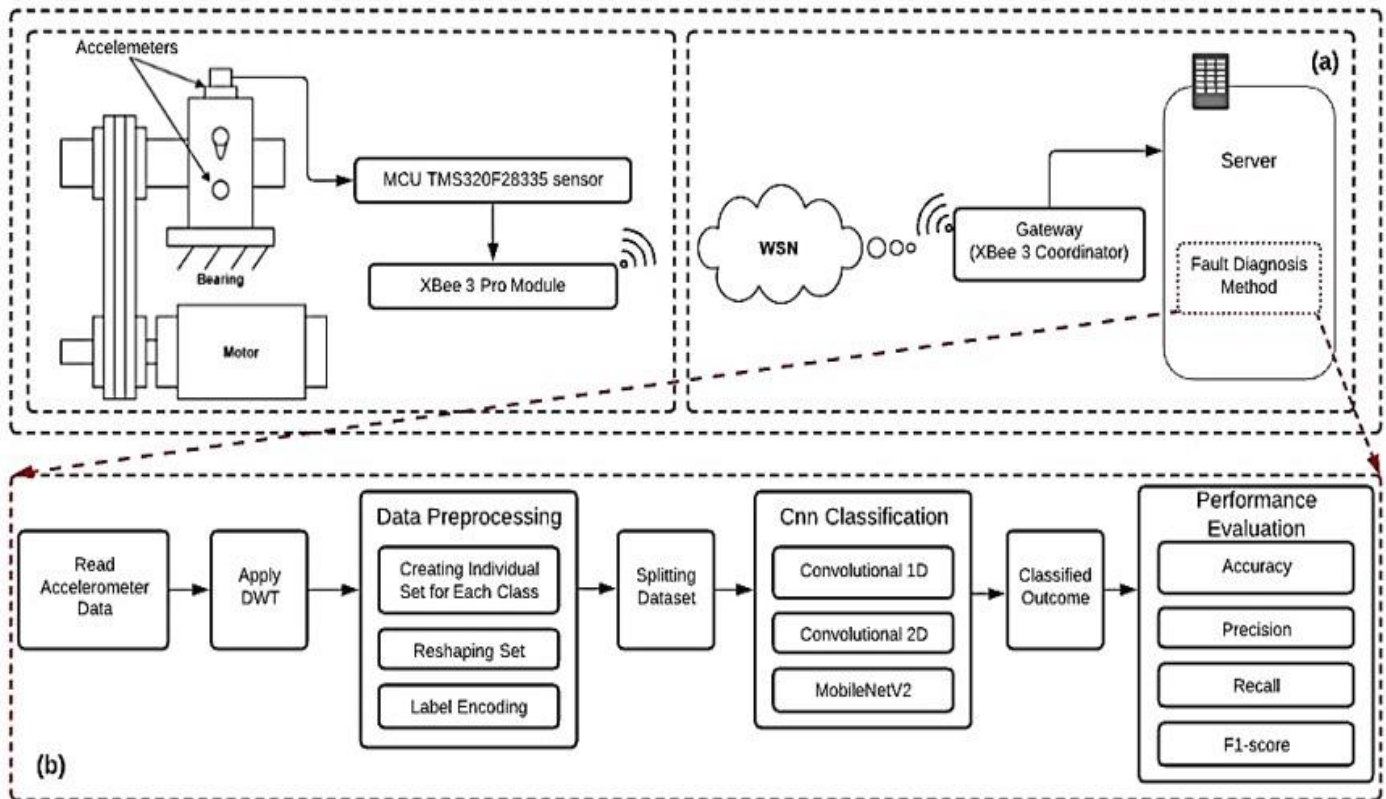 Accelemeters
(a)
Server
MCU TMS320F28335 sensor
WSN
Gateway
(XBee 3 Coordinator)
Fault Diagnosis
Method
Bearing
XBee 3 Pro Module
Motor
Read
Accelerometer
Data
Apply
DWT
Data Preprocessing
Creating Individual
Set for Each Class
Reshaping Set
Label Encoding
Splitting
Dataset
Cnn Classification
Convolutional 1D
Convolutional 2D
MobileNetV2
Classified
Outcome
Performance
Evaluation
Accuracy
Precision
Recall
F1-score
(b)